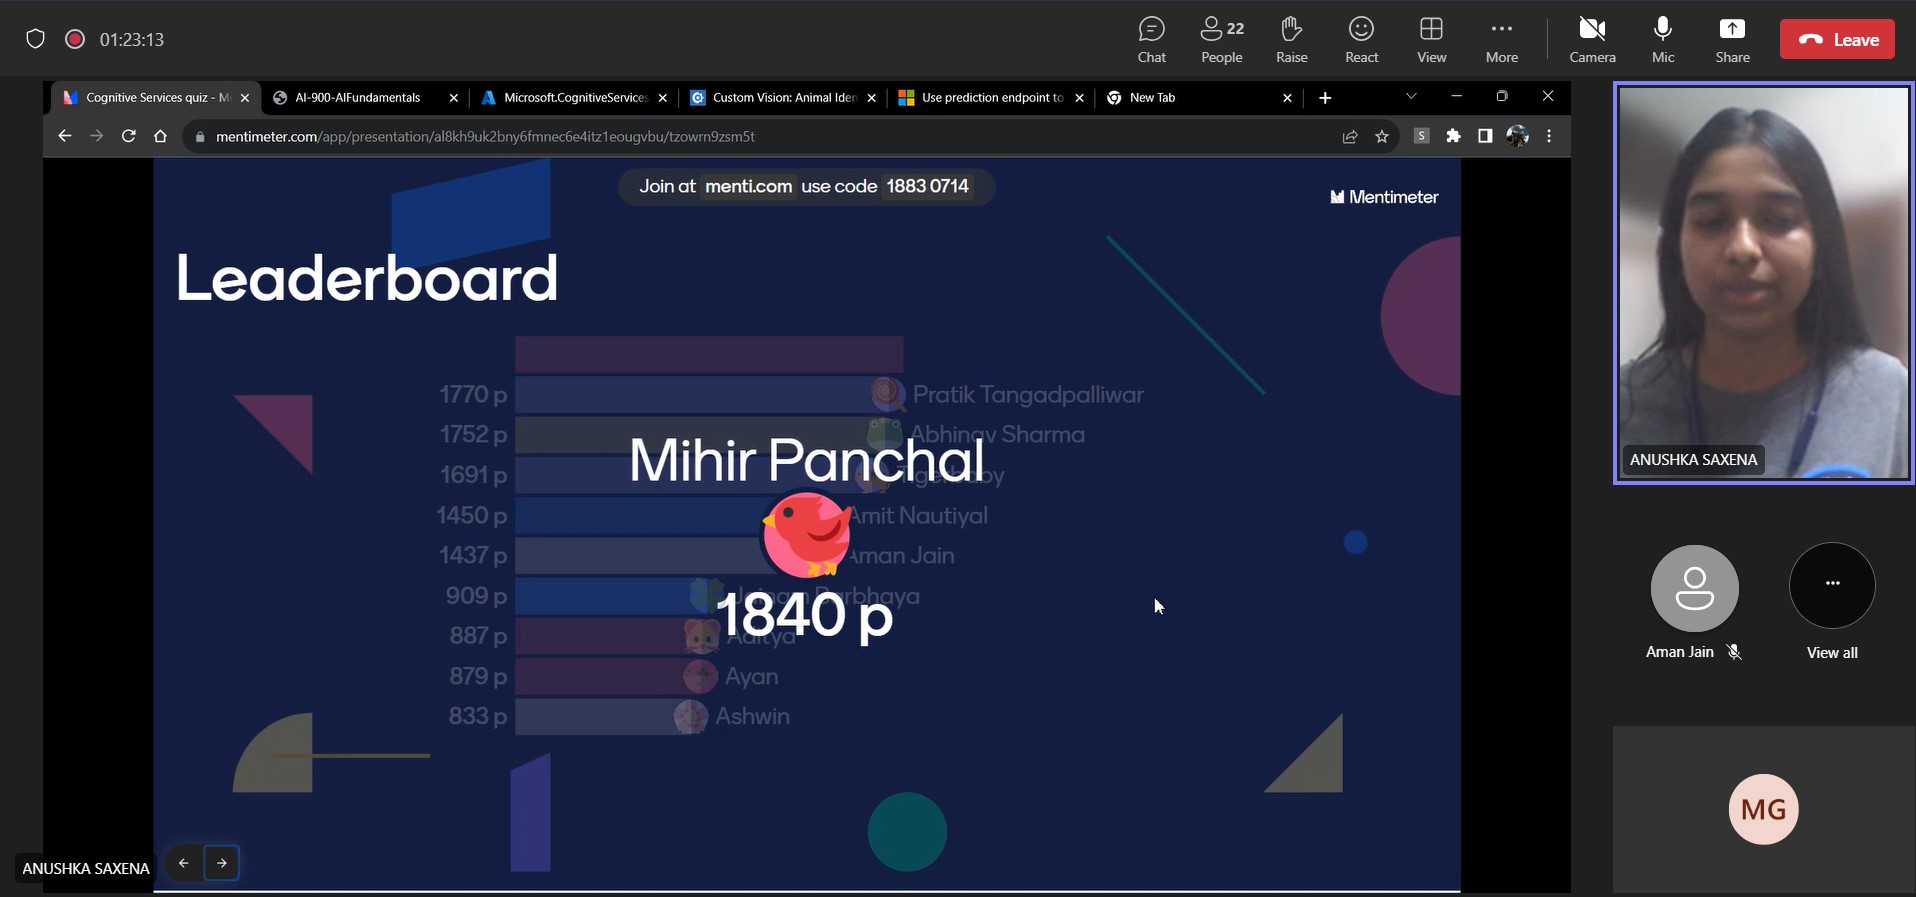 01:23:13
Chat
22
People
Raise
React
View
More
Camera
Mic
Share
Leave
Cognitive Services quiz - M
AI-900-AIFundamentals
Microsoft.CognitiveServices
Custom Vision: Animal Iden
Use prediction endpoint to
New Tab
mentimeter.com/app/presentation/al8kh9uk2bny6fmnec6e4itz1eougvbu/tzowrn9zsm5t
S
Join at menti.com use code 1883 0714
Mentimeter
Leaderboard
1770 p Pratik Tangadpalliwar
1752 p Abhinav Sharma
Mihir Panchal
1691 p
1450 p Amit Nautiyal
1437 p Aman Jain
909 p
1840 p
887 p Aditya
879 p Ayan
833 p Ashwin
ANUSHKA SAXENA
ANUSHKA SAXENA
Aman Jain
View all
MG